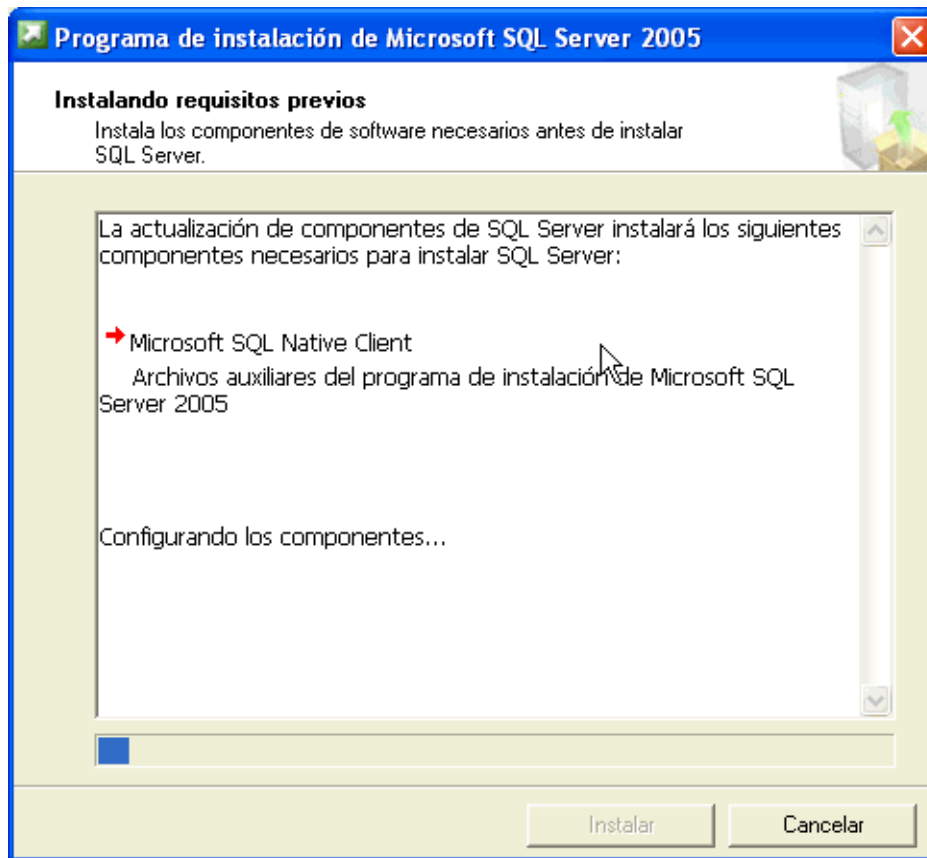 Programa de instalación de Microsoft SQL Server 2005
Instalando requisitos previos
Instala los componentes de software necesarios antes de instalar
SQL Server.
La actualización de componentes de SQL Server instalará los siguientes
componentes necesarios para instalar SQL Server:
Microsoft SQL Native Client
Archivos auxiliares del programa de instalación de Microsoft SQL
Server 2005
Configurando los componentes...
Instalar
Cancelar